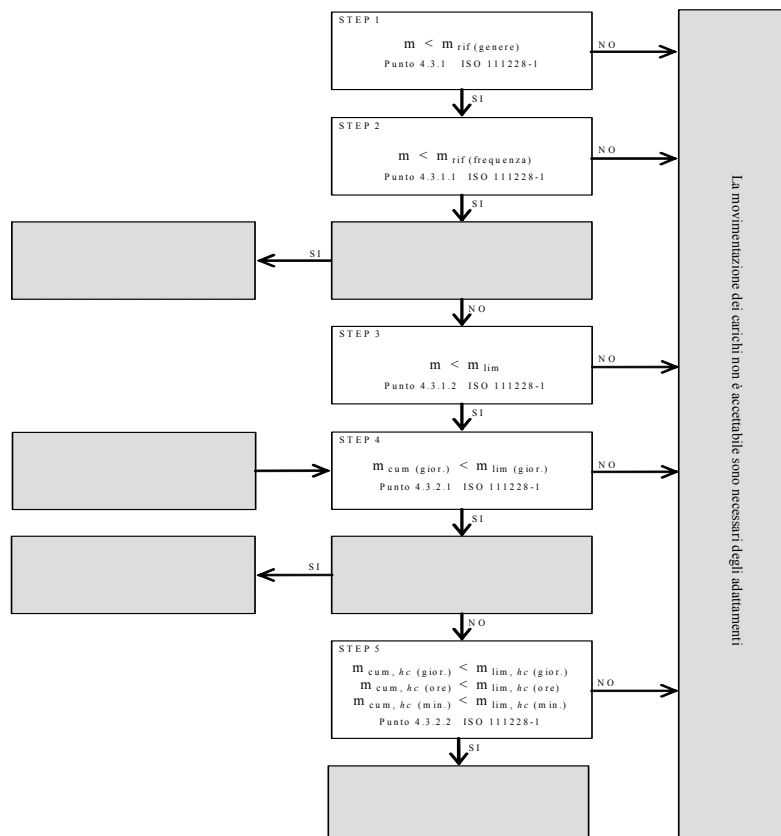 STEP 1
m < m rif (genere)
Punto 4.3.1 ISO 111228-1
NO
SI
STEP 2
m < m rif (frequenza)
Punto 4.3.1.1 ISO 111228-1
NO
SI
SI
NO
STEP 3
m < m lim
Punto 4.3.1.2 ISO 111228-1
NO
SI
STEP 4
m cum (gior.) < m lim (gior.)
Punto 4.3.2.1 ISO 111228-1
NO
SI
SI
NO
STEP 5
m cum, hc (gior.) < m lim, hc (gior.)
m cum, hc (ore) < m lim, hc (ore)
m cum, hc (min.) < m lim, hc (min.)
Punto 4.3.2.2 ISO 111228-1
NO
SI
La movimentazione dei carichi non è accettabile sono necessari degli adattamenti